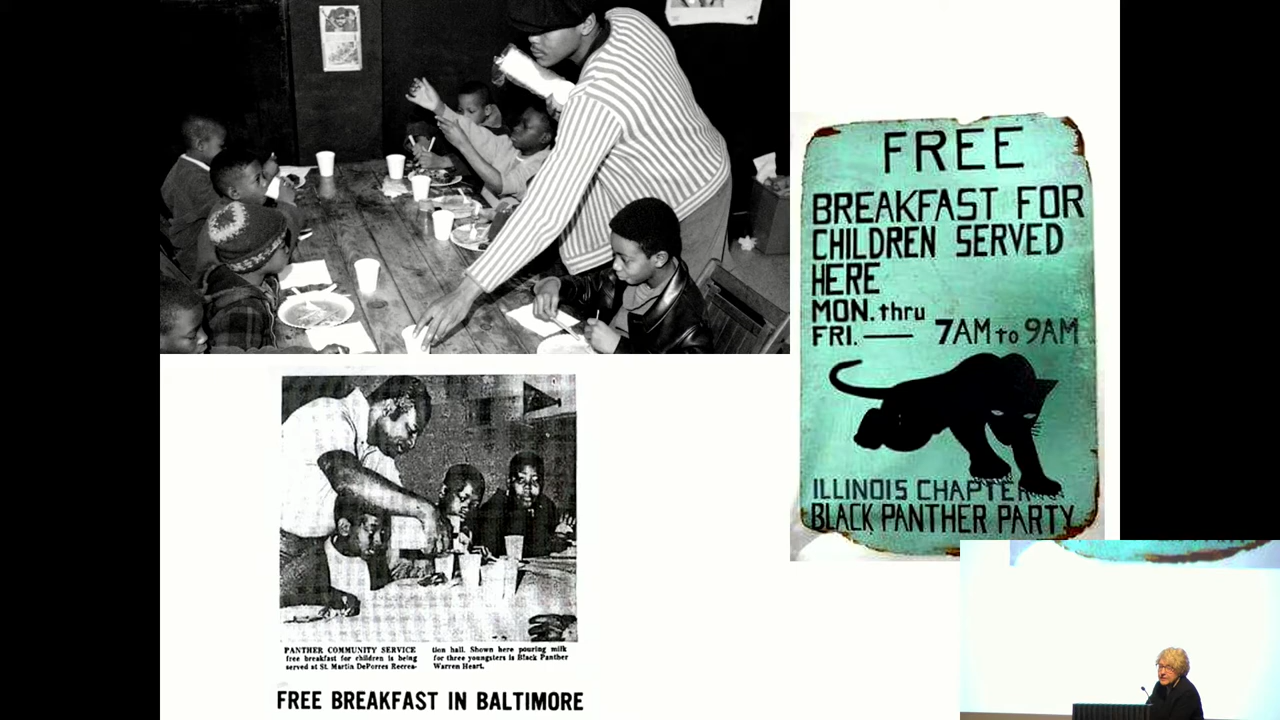 FREE
BREAKFAST FOR
CHILDREN SERVED
HERE
MON. thru
FRI. — 7AM to 9AM
ILLINOIS CHAPTER
BLACK PANTHER PARTY
PANTHER COMMUNITY SERVICE
free breakfast for children is being
served at St. Martin DePorres Recrea-
tion hall. Shown here pouring milk
for three youngsters is Black Panther
Warren Heart.
FREE BREAKFAST IN BALTIMORE